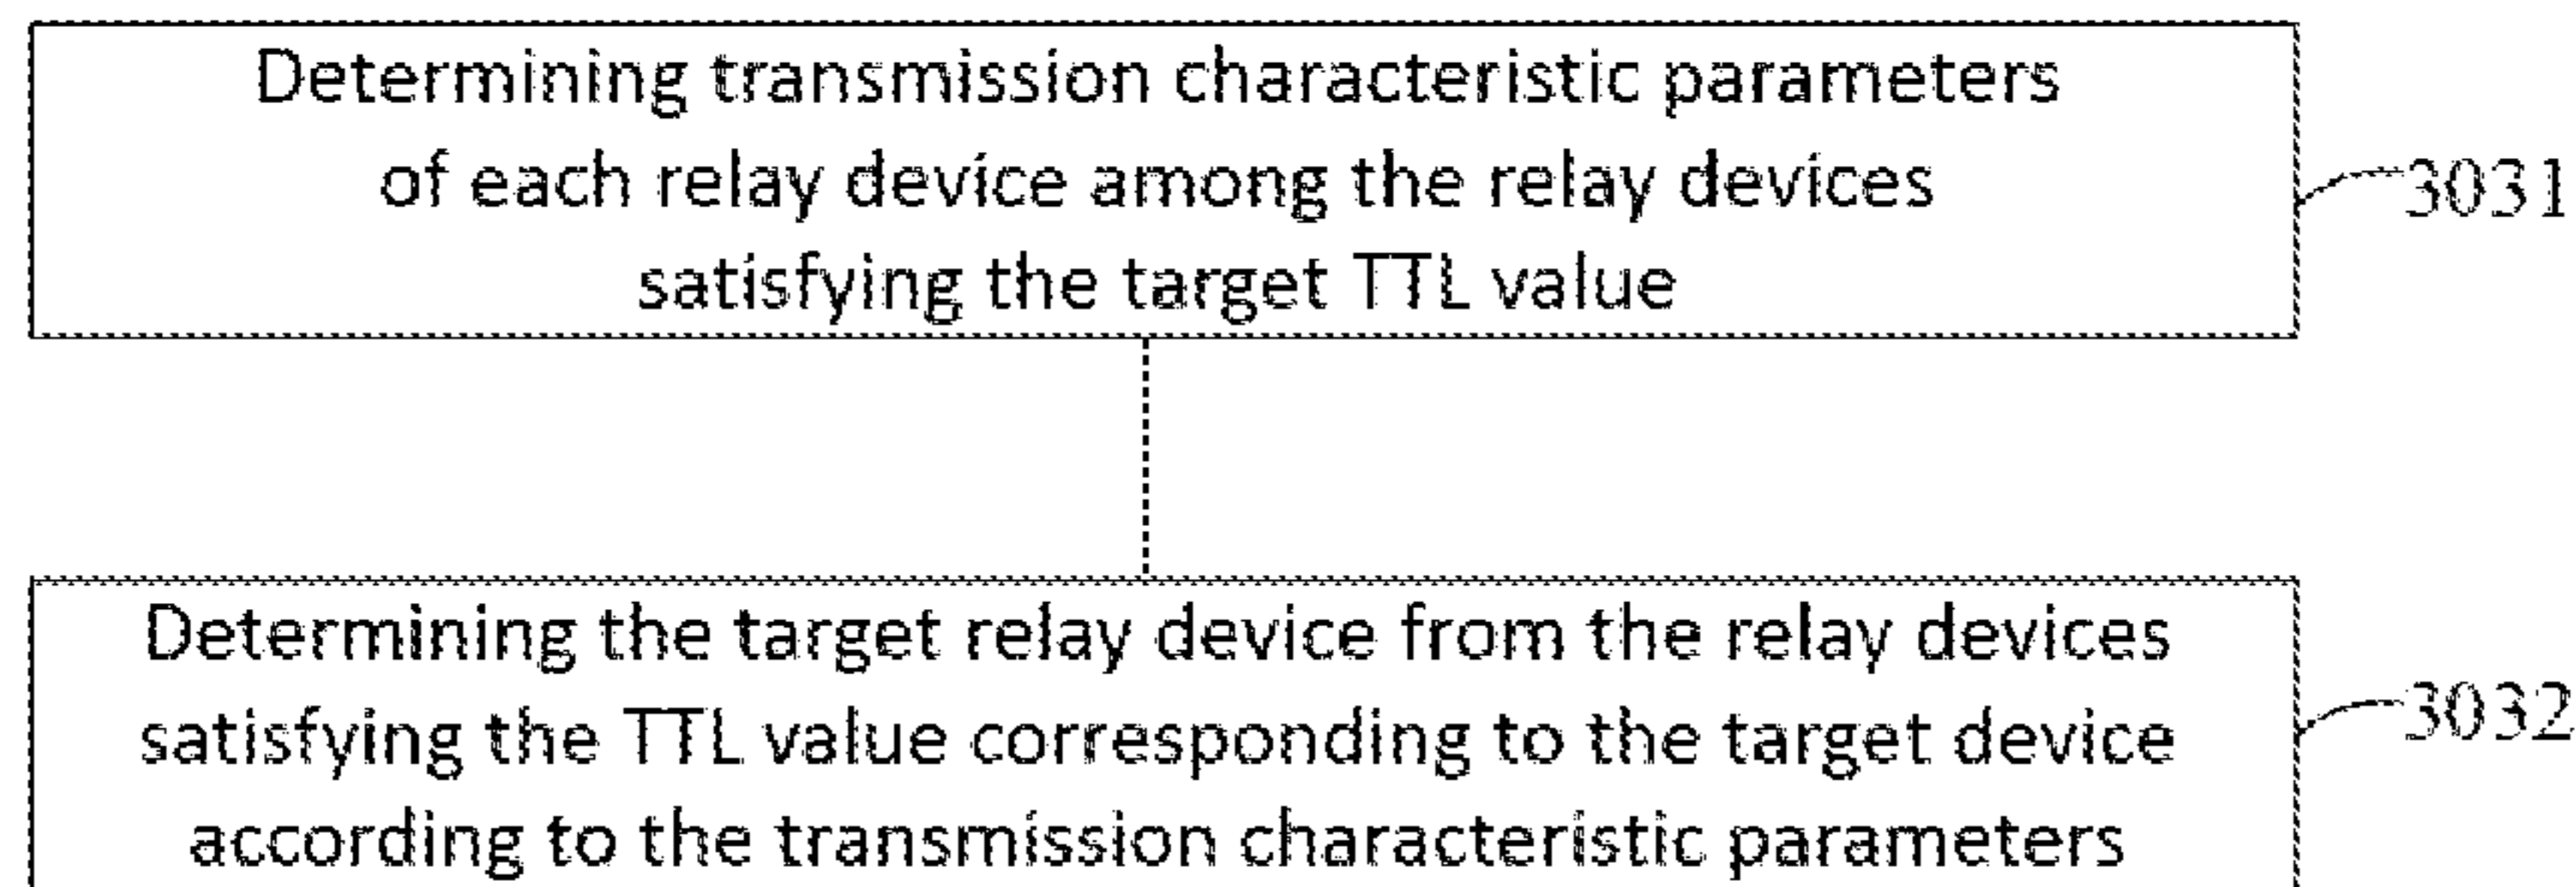 Determining transmission characteristic parameters
of each relay device among the relay devices
satisfying the target TTL value
3031
Determining the target relay device from the relay devices
satisfying the TTL value corresponding to the target device
according to the transmission characteristic parameters
3032